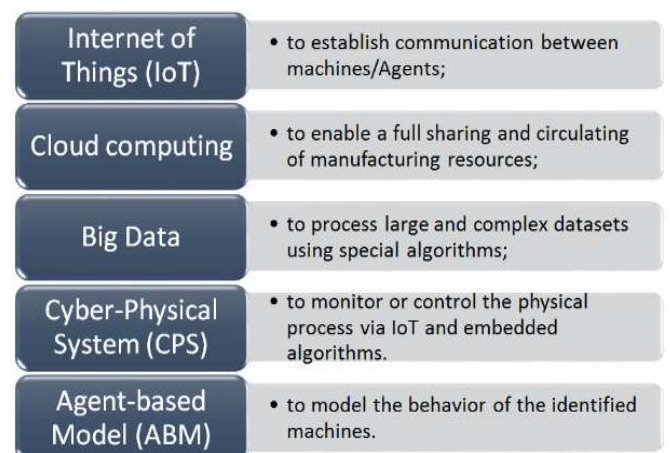 Internet of
Things (IoT)
• to establish communication between
machines/Agents;
Cloud computing
• to enable a full sharing and circulating
of manufacturing resources;
Big Data
• to process large and complex datasets
using special algorithms;
Cyber-Physical
System (CPS)
• to monitor or control the physical
process via IoT and embedded
algorithms.
Agent-based
Model (ABM)
• to model the behavior of the identified
machines.